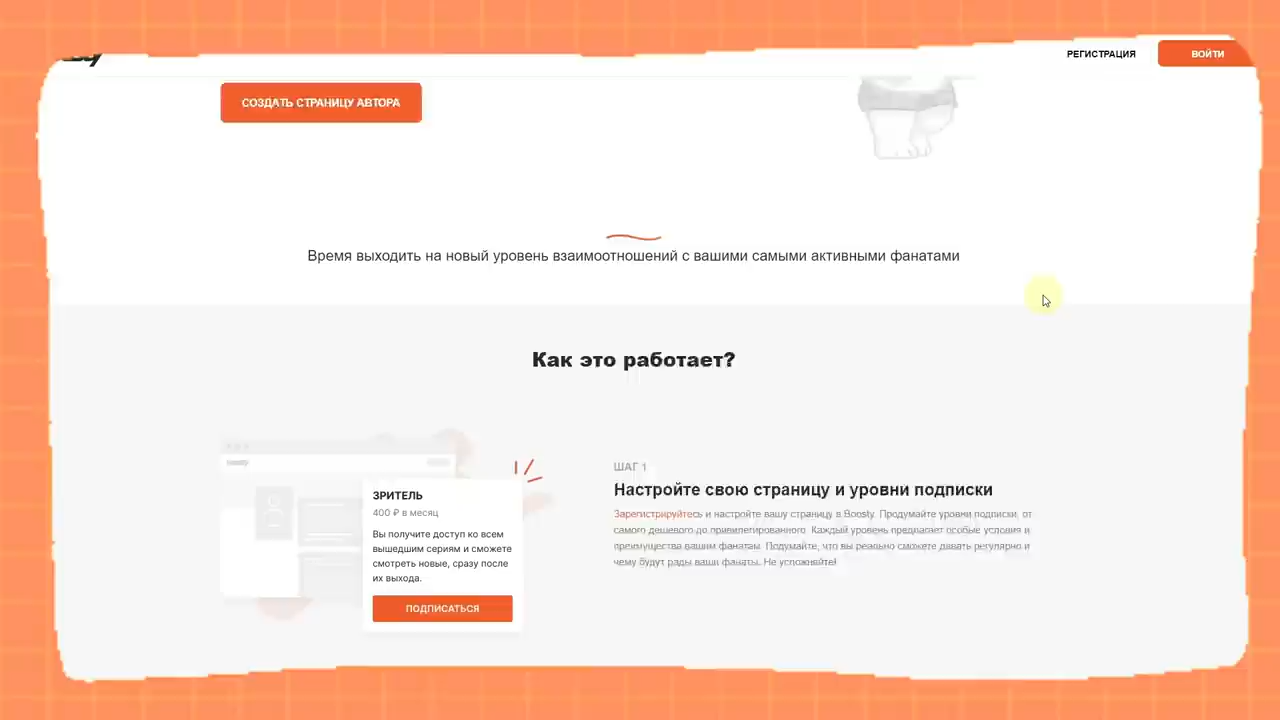 РЕГИСТРАЦИЯ
ВОЙТИ
СОЗДАТЬ СТРАНИЦУ АВТОРА
Время выходить на новый уровень взаимоотношений с вашими самыми активными фанатами
Как это работает?
boosty
ЗРИТЕЛЬ
400 ₽ в месяц
Вы получите доступ ко всем
вышедшим сериям и сможете
смотреть новые, сразу после
их выхода.
ПОДПИСАТЬСЯ
ШАГ 1
Настройте свою страницу и уровни подписки
Зарегистрируйтесь и настройте вашу страницу в Boosty. Продумайте уровни подписки, от
самого дешевого до привилегированного. Каждый уровень предлагает особые условия и
преимущества вашим фанатам. Подумайте, что вы реально сможете давать регулярно и
чему будут рады ваши фанаты. Не усложняйте!